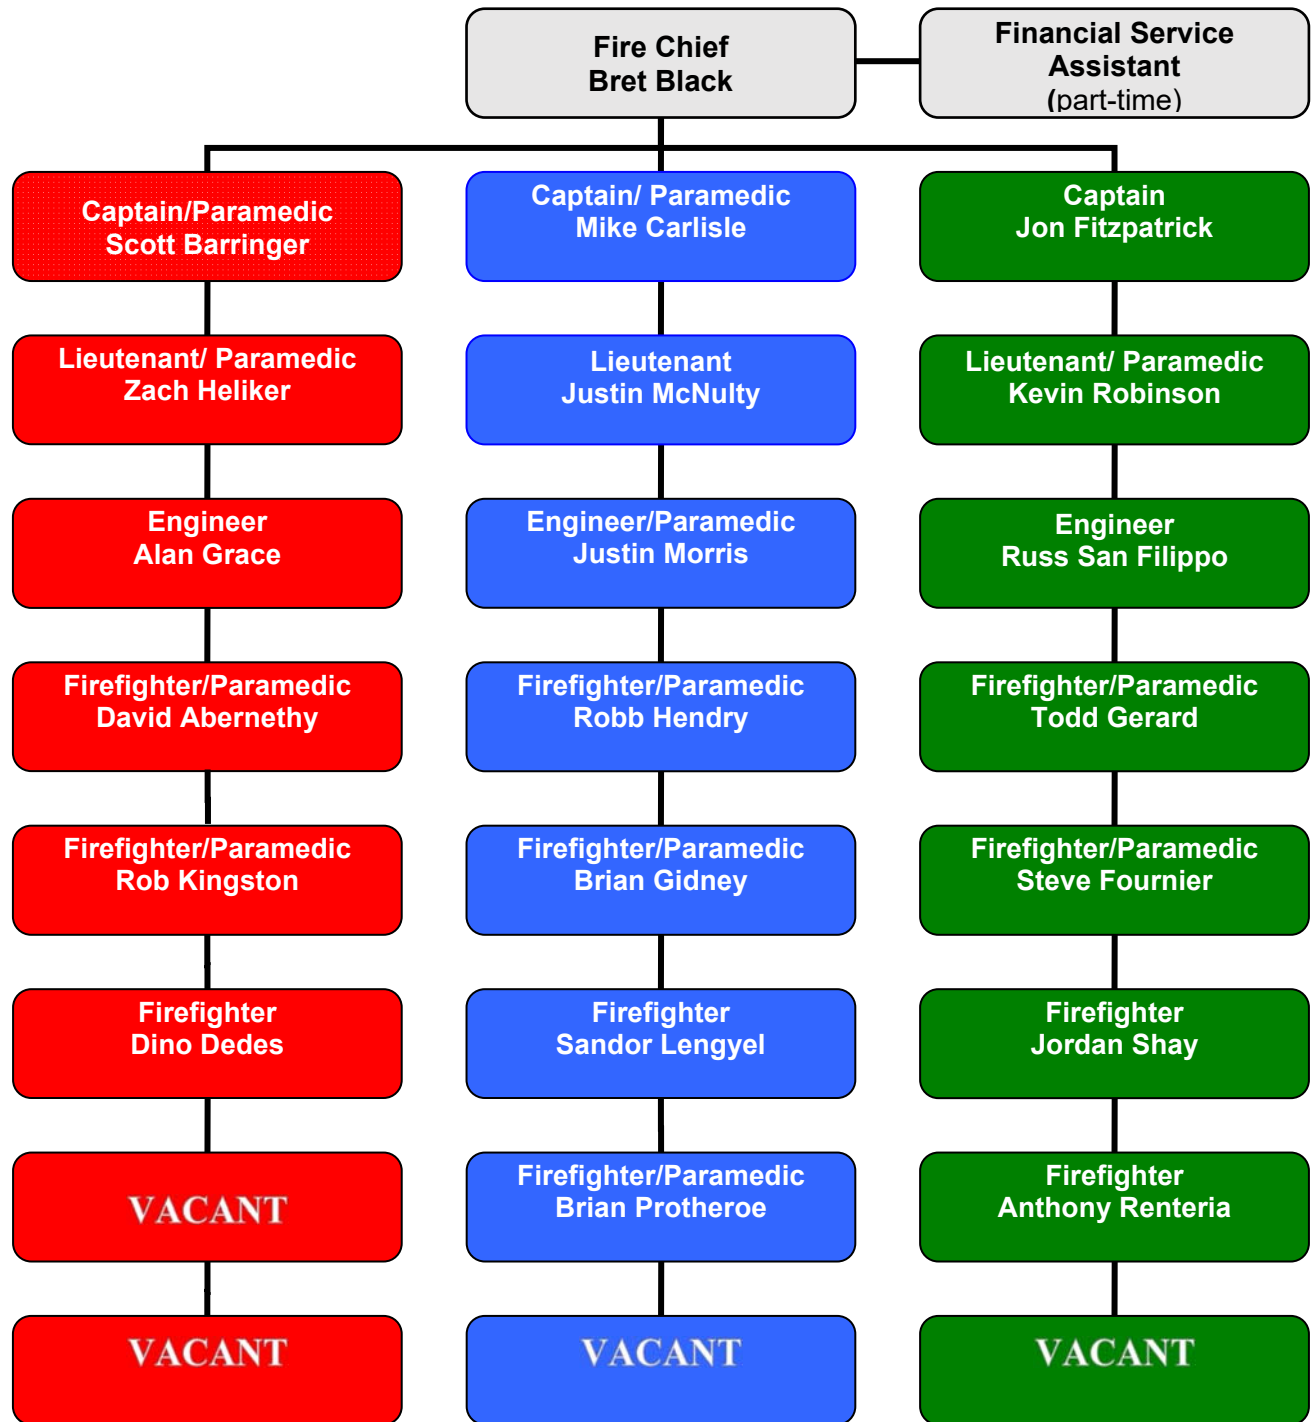 Fire Chief
Bret Black
Financial Service
Assistant
(part-time)
Captain/Paramedic
Scott Barringer
Captain/ Paramedic
Mike Carlisle
Captain
Jon Fitzpatrick
Lieutenant/ Paramedic
Zach Heliker
Lieutenant
Justin McNulty
Lieutenant/ Paramedic
Kevin Robinson
Engineer
Alan Grace
Engineer/Paramedic
Justin Morris
Engineer
Russ San Filippo
Firefighter/Paramedic
David Abernethy
Firefighter/Paramedic
Robb Hendry
Firefighter/Paramedic
Todd Gerard
Firefighter/Paramedic
Rob Kingston
Firefighter/Paramedic
Brian Gidney
Firefighter/Paramedic
Steve Fournier
Firefighter
Dino Dedes
Firefighter
Sandor Lengyel
Firefighter
Jordan Shay
VACANT
Firefighter/Paramedic
Brian Protheroe
Firefighter
Anthony Renteria
VACANT
VACANT
VACANT